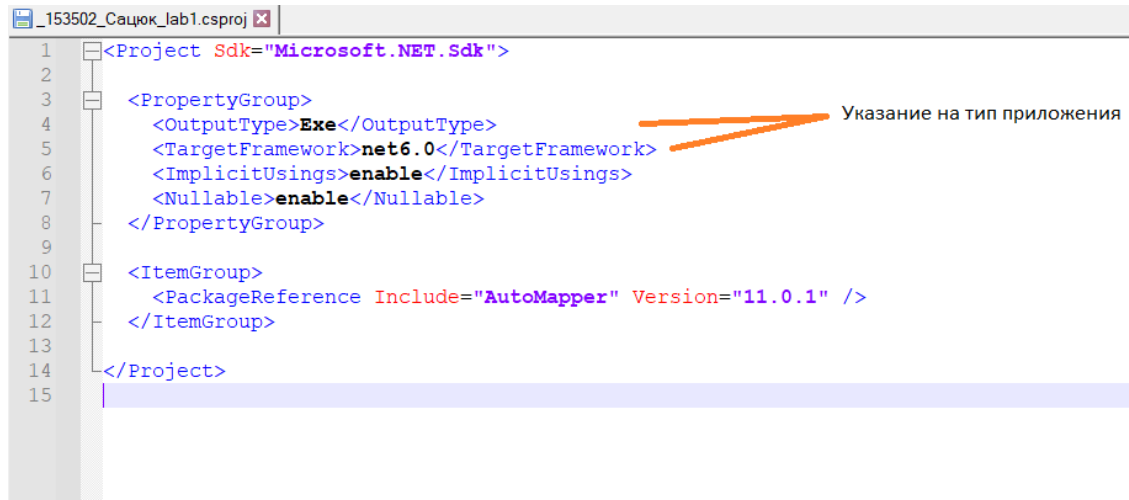 _153502_Сацюк_lab1.csproj
1 <Project Sdk="Microsoft.NET.Sdk">
2
3 <PropertyGroup>
4 <OutputType>Exe</OutputType>
Указание на тип приложения
5 <TargetFramework>net6.0</TargetFramework>
6 <ImplicitUsings>enable</ImplicitUsings>
7 <Nullable>enable</Nullable>
8 </PropertyGroup>
9
10 <ItemGroup>
11 <PackageReference Include="AutoMapper" Version="11.0.1" />
12 </ItemGroup>
13
14 </Project>
15